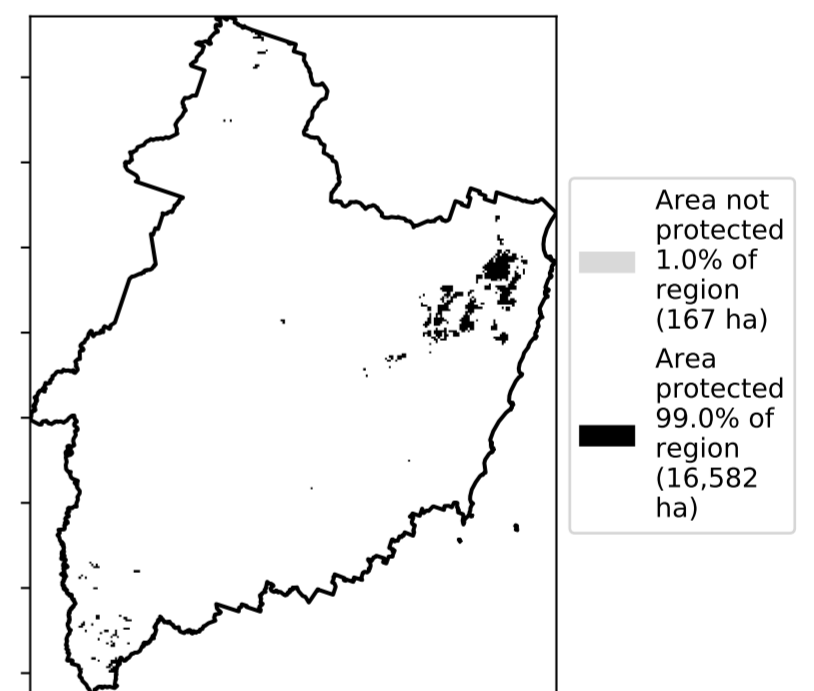 Area not
protected
1.0% of
region
(167 ha)
Area
protected
99.0% of
region
(16,582
ha)